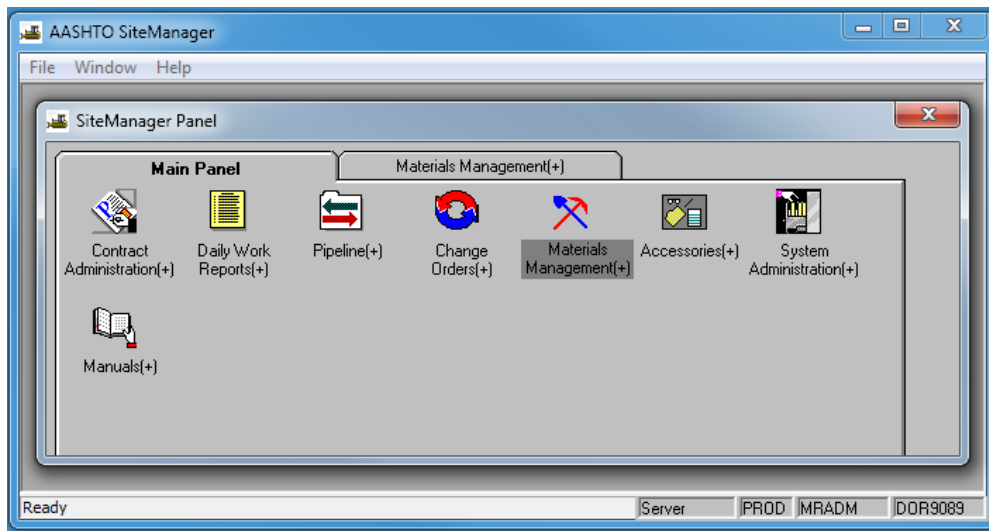 AASHTO SiteManager
File Window Help
SiteManager Panel
Main Panel
Materials Management(+)
Contract
Administration(+)
Daily Work
Reports(+)
Pipeline(+)
Change
Orders(+)
Materials
Management(+)
Accessories(+)
System
Administration(+)
Manuals(+)
Ready
Server
PROD
MRADM
DOR9089